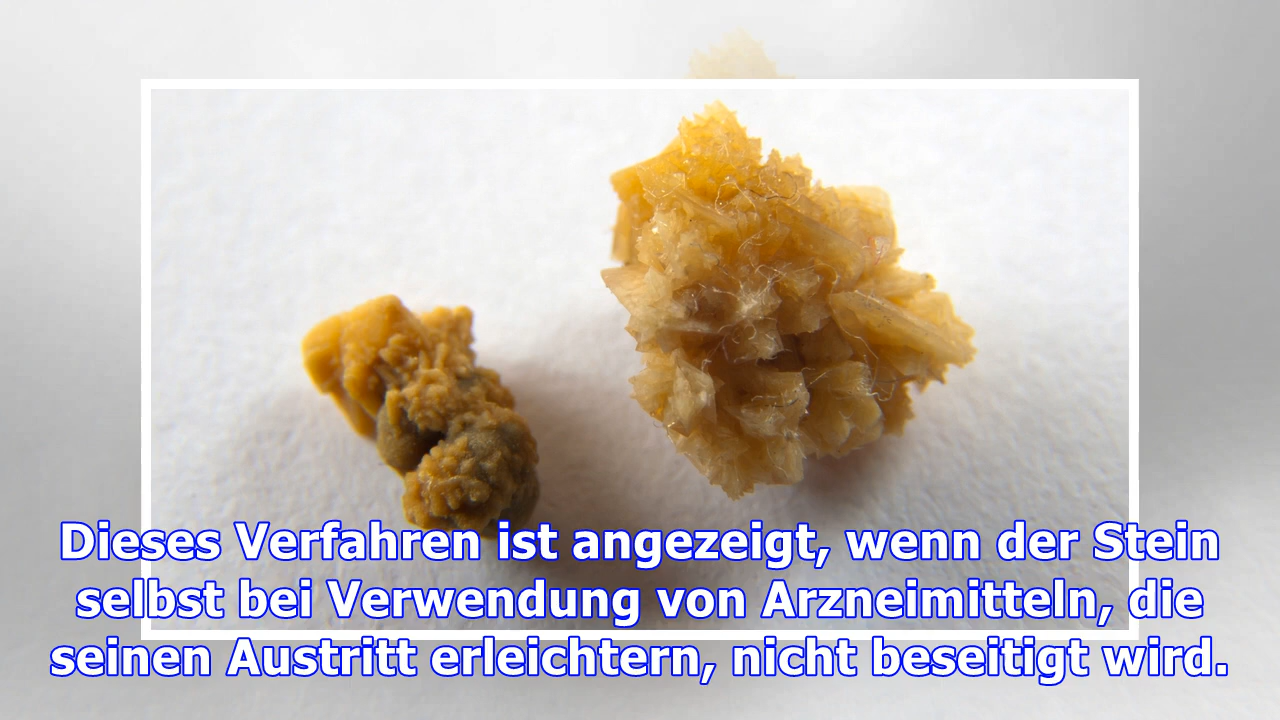 Dieses Verfahren ist angezeigt, wenn der Stein
selbst bei Verwendung von Arzneimitteln, die
seinen Austritt erleichtern, nicht beseitigt wird.